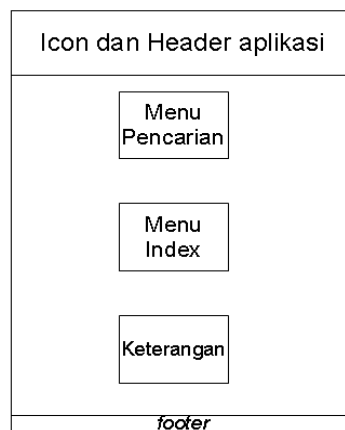 Icon dan Header aplikasi
Menu
Pencarian
Menu
Index
Keterangan
footer